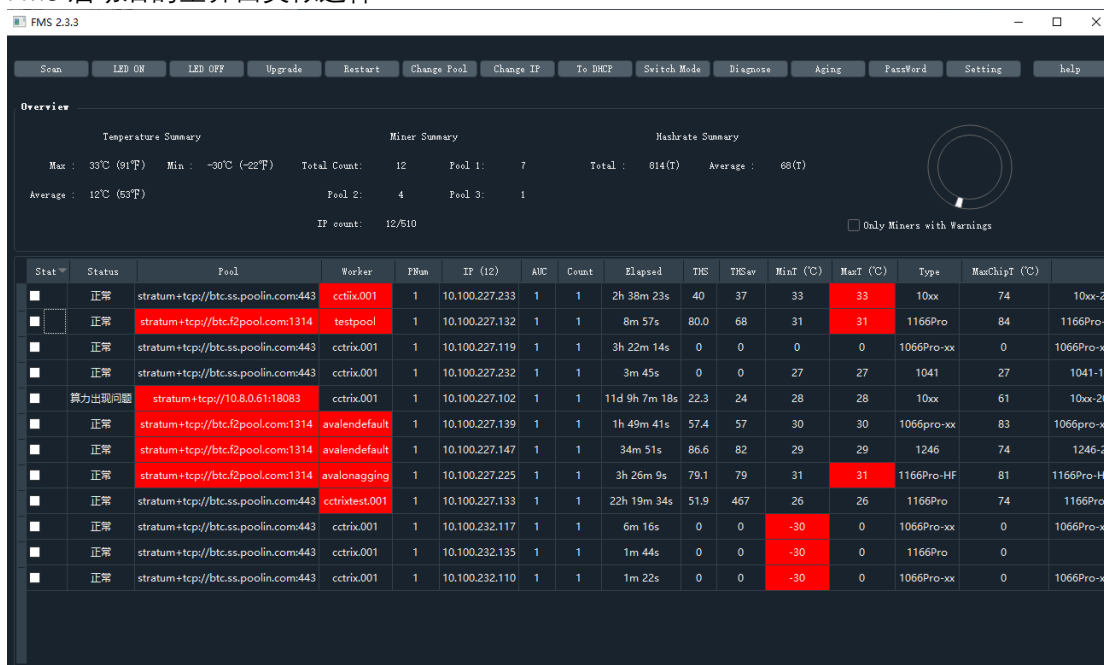 FMS 2.3.3
Scan LED ON LED OFF Upgrade Restart Change Pool Change IP To DHCP Switch Mode Diagnose Aging PassWord Setting help
Overview
Temperature Summary Miner Summary Hashrate Summary
Max : 33℃ (91℉) Min : -30℃ (-22℉) Total Count: 12 Pool 1: 7 Total : 814(T) Average : 68(T)
Average : 12℃ (53℉) Pool 2: 4 Pool 3: 1
IP count: 12/510
Only Miners with Warnings
Stat Status Pool Worker PNum IP (12) AUC Count Elapsed THS THSav MinT (℃) MaxT (℃) Type MaxChipT (℃)
正常 stratum+tcp://btc.ss.poolin.com:443 cctiix.001 1 10.100.227.233 1 1 2h 38m 23s 40 37 33 33 10xx 74 10xx-2
正常 stratum+tcp://btc.f2pool.com:1314 testpool 1 10.100.227.132 1 1 8m 57s 80.0 68 31 31 1166Pro 84 1166Pro-
正常 stratum+tcp://btc.ss.poolin.com:443 cctrix.001 1 10.100.227.119 1 1 3h 22m 14s 0 0 0 0 1066Pro-xx 0 1066Pro-x
正常 stratum+tcp://btc.ss.poolin.com:443 cctrix.001 1 10.100.227.232 1 1 3m 45s 0 0 27 27 1041 27 1041-1
算力出现问题 stratum+tcp://10.8.0.61:18083 cctrix.001 1 10.100.227.102 1 1 11d 9h 7m 18s 22.3 24 28 28 10xx 61 10xx-20
正常 stratum+tcp://btc.f2pool.com:1314 avalendefault 1 10.100.227.139 1 1 1h 49m 41s 57.4 57 30 30 1066pro-xx 83 1066pro-x
正常 stratum+tcp://btc.f2pool.com:1314 avalendefault 1 10.100.227.147 1 1 34m 51s 86.6 82 29 29 1246 74 1246-2
正常 stratum+tcp://btc.f2pool.com:1314 avalonagging 1 10.100.227.225 1 1 3h 26m 9s 79.1 79 31 31 1166Pro-HF 81 1166Pro-H
正常 stratum+tcp://btc.ss.poolin.com:443 cctrixtest.001 1 10.100.227.133 1 1 22h 19m 34s 51.9 467 26 26 1166Pro 74 1166Pro
正常 stratum+tcp://btc.ss.poolin.com:443 cctrix.001 1 10.100.232.117 1 1 6m 16s 0 0 -30 0 1066Pro-xx 0 1066Pro-x
正常 stratum+tcp://btc.ss.poolin.com:443 cctrix.001 1 10.100.232.135 1 1 1m 44s 0 0 -30 0 1166Pro 0
正常 stratum+tcp://btc.ss.poolin.com:443 cctrix.001 1 10.100.232.110 1 1 1m 22s 0 0 -30 0 1066Pro-xx 0 1066Pro-x